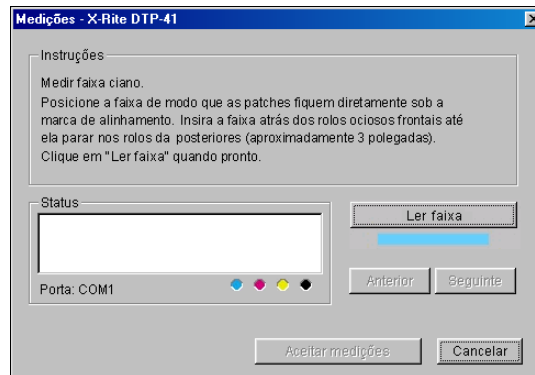 Medições - X-Rite DTP-41
Instruções
Medir faixa ciano.
Posicione a faixa de modo que as patches fiquem diretamente sob a
marca de alinhamento. Insira a faixa atrás dos rolos ociosos frontais até
ela parar nos rolos da posteriores (aproximadamente 3 polegadas).
Clique em "Ler faixa" quando pronto.
Status
Ler faixa
Porta: COM1
Anterior
Seguinte
Aceitar medições
Cancelar